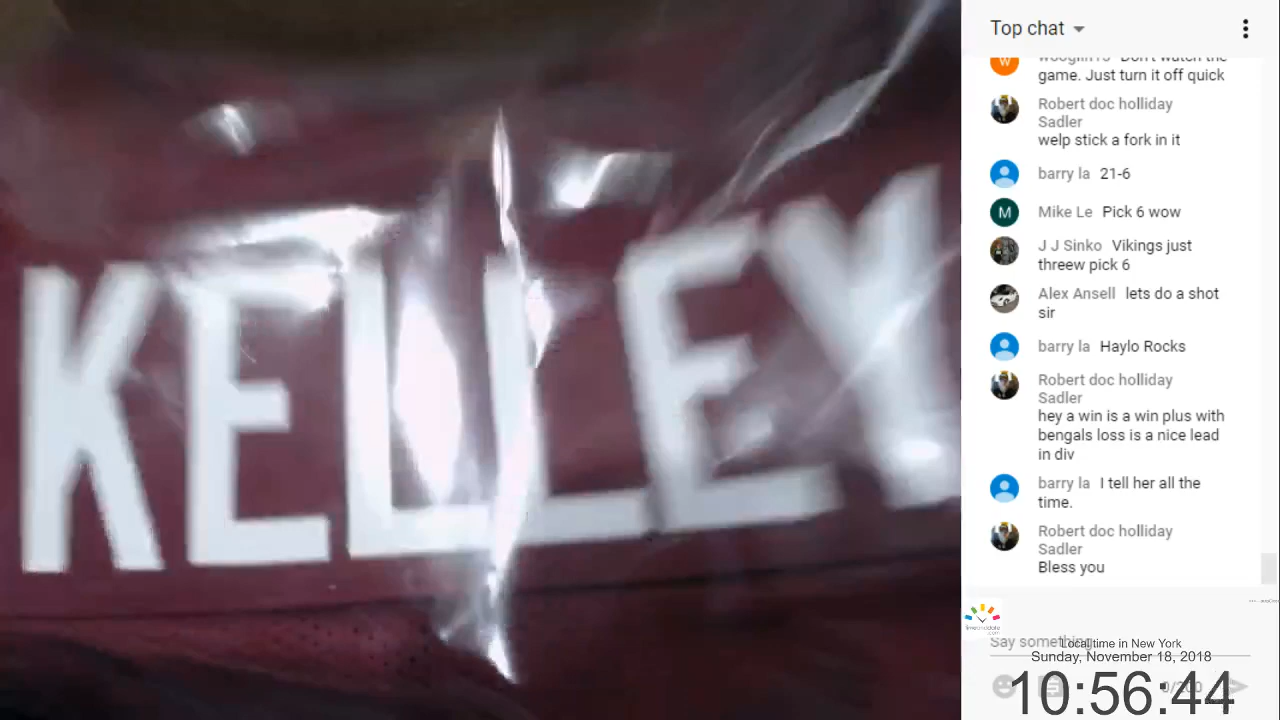 KELLEY
Top chat
game. Just turn it off quick
Robert doc holliday
Sadler
welp stick a fork in it
barry la 21-6
Mike Le Pick 6 wow
J J Sinko Vikings just
threew pick 6
Alex Ansell lets do a shot
sir
barry la Haylo Rocks
Robert doc holliday
Sadler
hey a win is a win plus with
bengals loss is a nice lead
in div
barry la I tell her all the
time.
Robert doc holliday
Sadler
Bless you
Say something
Local time in New York
Sunday, November 18, 2018
10:56:44